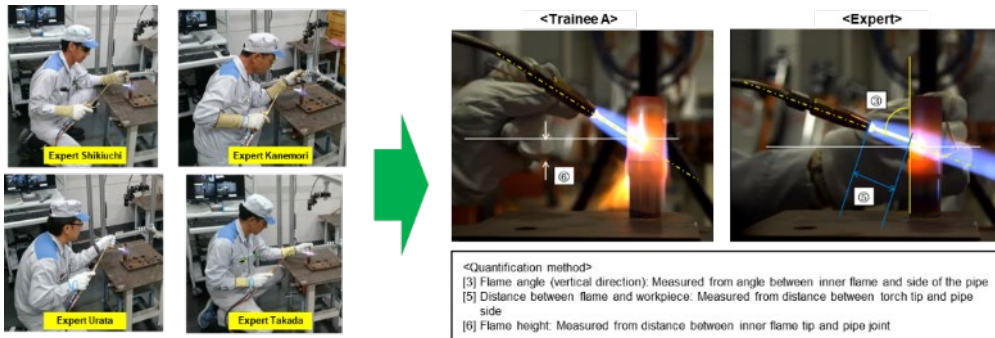 Expert Shikiuchi
Expert Kanemori
Expert Urata
Expert Takada
<Trainee A>
⑥
<Expert>
③
⑤
<Quantification method>
[3] Flame angle (vertical direction): Measured from angle between inner flame and side of the pipe
[5] Distance between flame and workpiece: Measured from distance between torch tip and pipe
side
[6] Flame height: Measured from distance between inner flame tip and pipe joint